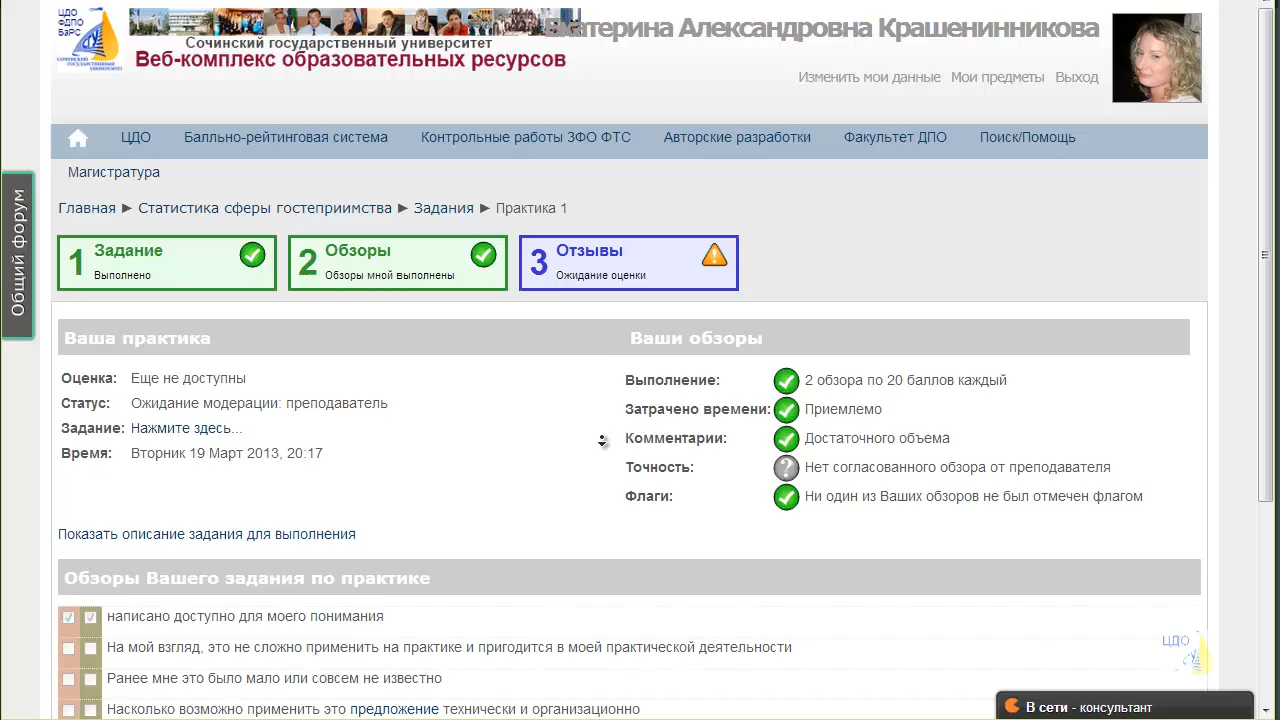 ЦДО
ФДПО
БаРС
СОЧИНСКИЙ
ГОСУДАРСТВЕННЫЙ
УНИВЕРСИТЕТ
Сочинский государственный университет
Веб-комплекс образовательных ресурсов
Екатерина Александровна Крашенинникова
Изменить мои данные Мои предметы Выход
ЦДО Балльно-рейтинговая система Контрольные работы ЗФО ФТС Авторские разработки Факультет ДПО Поиск/Помощь
Магистратура
Общий форум
Главная ► Статистика сферы гостеприимства ► Задания ► Практика 1
1 Задание
Выполнено
2 Обзоры
Обзоры мной выполнены
3 Отзывы
Ожидание оценки
Ваша практика
Оценка: Еще не доступны
Статус: Ожидание модерации: преподаватель
Задание: Нажмите здесь...
Время: Вторник 19 Март 2013, 20:17
Ваши обзоры
Выполнение: 2 обзора по 20 баллов каждый
Затрачено времени: Приемлемо
Комментарии: Достаточного объема
Точность: ? Нет согласованного обзора от преподавателя
Флаги: Ни один из Ваших обзоров не был отмечен флагом
Показать описание задания для выполнения
Обзоры Вашего задания по практике
написано доступно для моего понимания
На мой взгляд, это не сложно применить на практике и пригодится в моей практической деятельности
Ранее мне это было мало или совсем не известно
Насколько возможно применить это предложение технически и организационно
ЦДО
В сети - консультант